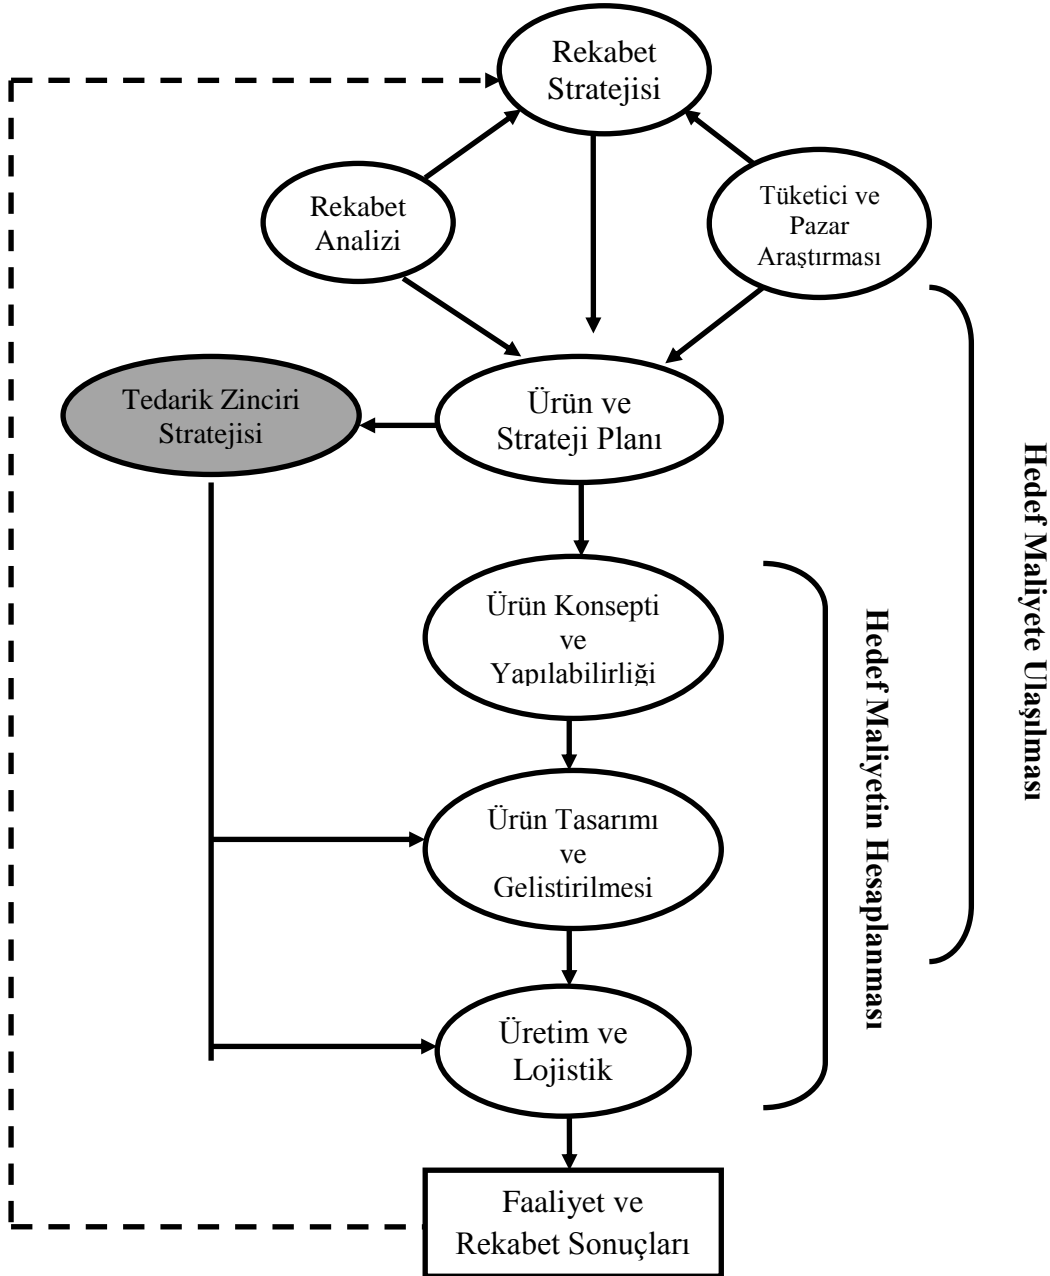 Rekabet
Stratejisi
Rekabet
Analizi
Tüketici ve
Pazar
Araştırması
Tedarik Zinciri
Stratejisi
Ürün ve
Strateji Planı
Ürün Konsepti
ve
Yapılabilirliği
Ürün Tasarımı
ve
Gelistirilmesi
Üretim ve
Lojistik
Faaliyet ve
Rekabet Sonuçları
Hedef Maliyetin Hesaplanması
Hedef Maliyete Ulaşılması